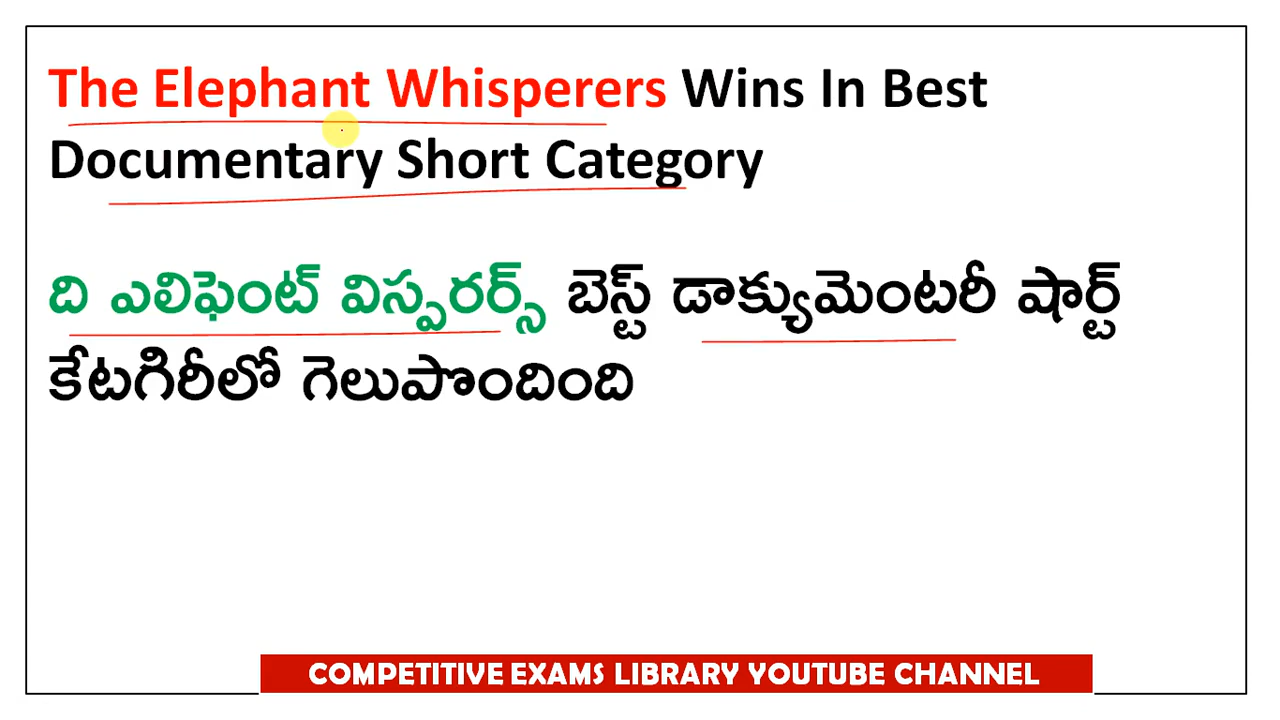 The Elephant Whisperers Wins In Best
Documentary Short Category
ది ఎలిఫెంట్ విస్పరర్స్ బెస్ట్ డాక్యుమెంటరీ షార్ట్
కేటగిరీలో గెలుపొందింది
COMPETITIVE EXAMS LIBRARY YOUTUBE CHANNEL